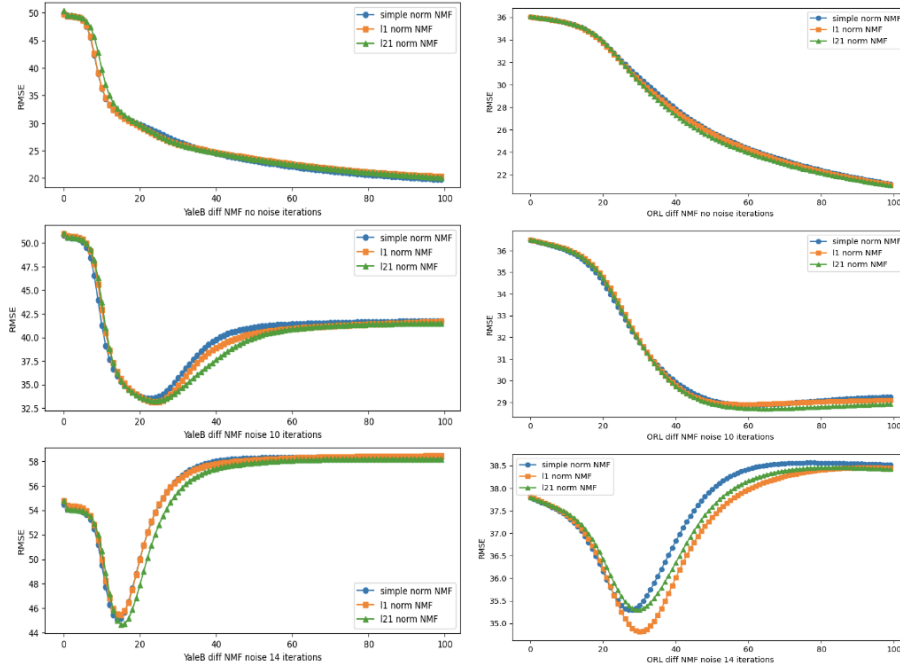 50
45
40
35
30
25
20
RMSE
simple norm NMF
l1 norm NMF
l21 norm NMF
0 20 40 60 80 100
YaleB diff NMF no noise iterations
36
34
32
30
28
26
24
22
RMSE
simple norm NMF
l1 norm NMF
l21 norm NMF
0 20 40 60 80 100
ORL diff NMF no noise iterations
50.0
47.5
45.0
42.5
40.0
37.5
35.0
32.5
RMSE
simple norm NMF
l1 norm NMF
l21 norm NMF
0 20 40 60 80 100
YaleB diff NMF noise 10 iterations
36
35
34
33
32
31
30
29
RMSE
simple norm NMF
l1 norm NMF
l21 norm NMF
0 20 40 60 80 100
ORL diff NMF noise 10 iterations
58
56
54
52
50
48
46
44
RMSE
simple norm NMF
l1 norm NMF
l21 norm NMF
0 20 40 60 80 100
YaleB diff NMF noise 14 iterations
38.5
38.0
37.5
37.0
36.5
36.0
35.5
35.0
RMSE
simple norm NMF
l1 norm NMF
l21 norm NMF
0 20 40 60 80 100
ORL diff NMF noise 14 iterations